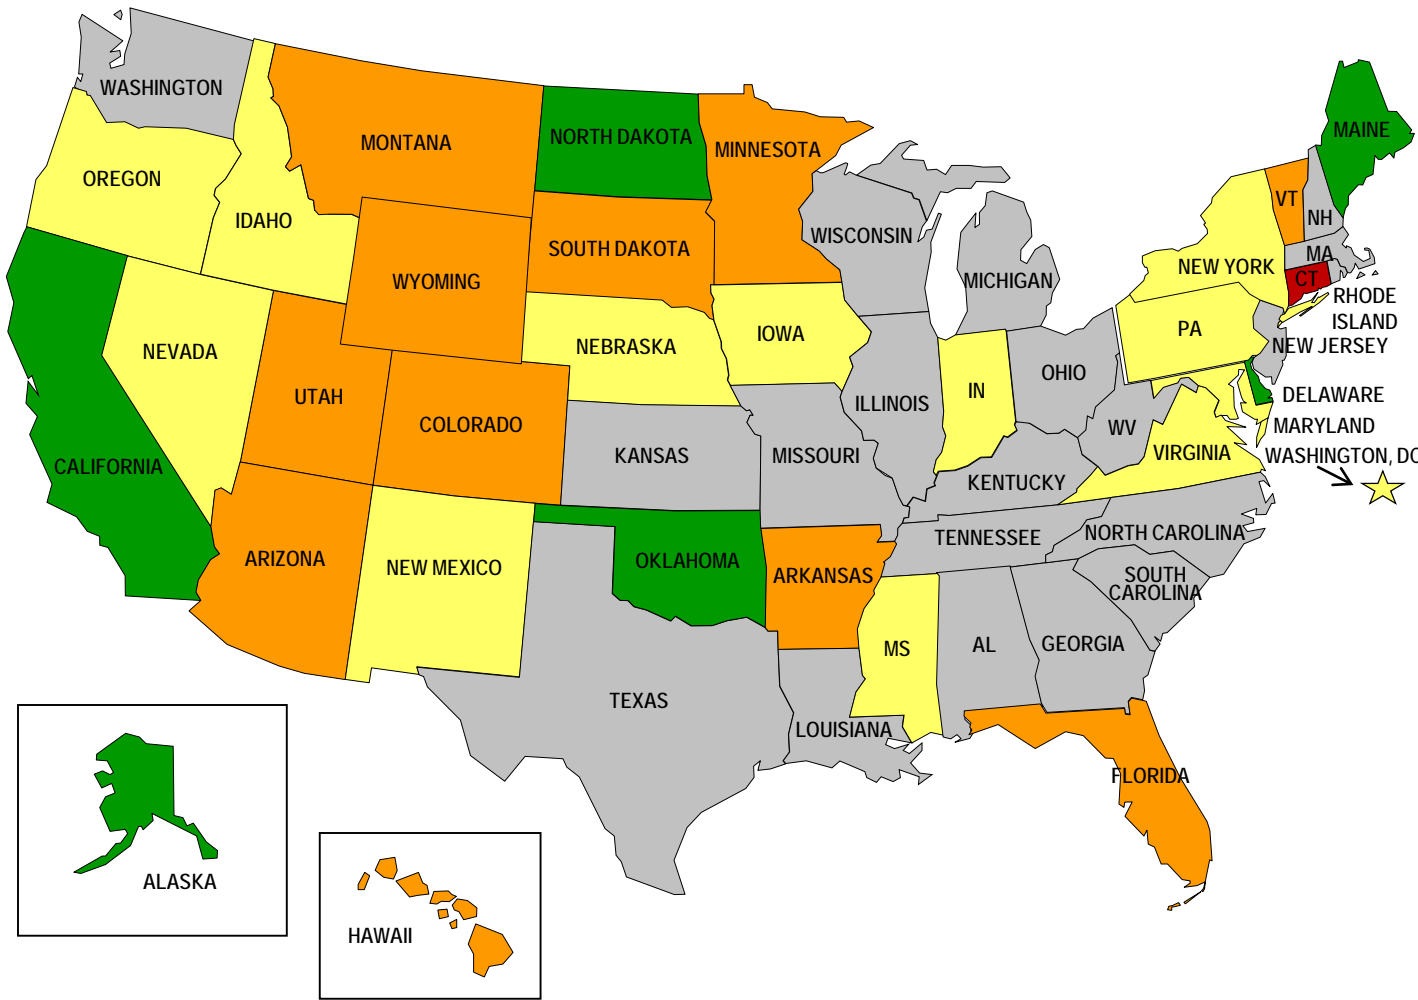 WASHINGTON
MONTANA
NORTH DAKOTA
MINNESOTA
MAINE
OREGON
IDAHO
VT
NH
SOUTH DAKOTA
WISCONSIN
MA
WYOMING
MICHIGAN
NEW YORK
CT
RHODE
ISLAND
NEVADA
NEBRASKA
IOWA
PA
NEW JERSEY
UTAH
COLORADO
ILLINOIS
IN
OHIO
DELAWARE
MARYLAND
CALIFORNIA
KANSAS
MISSOURI
WV
VIRGINIA
WASHINGTON, DC
KENTUCKY
ARIZONA
NEW MEXICO
OKLAHOMA
ARKANSAS
TENNESSEE
NORTH CAROLINA
SOUTH
CAROLINA
MS
AL
GEORGIA
TEXAS
LOUISIANA
FLORIDA
ALASKA
HAWAII